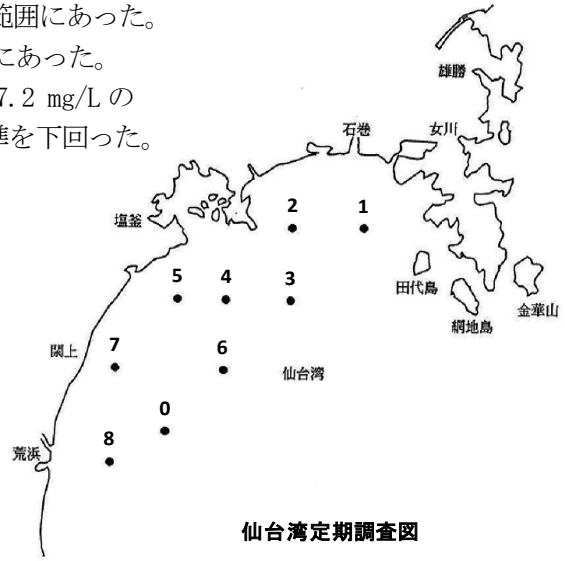 範囲にあった。
にあった。
7.2 mg/L の
準を下回った。
雄勝
石巻
女川
塩釜
2
1
田代島
金華山
網地島
5
4
3
閖上
7
6
仙台湾
0
荒浜
8
仙台湾定期調査図